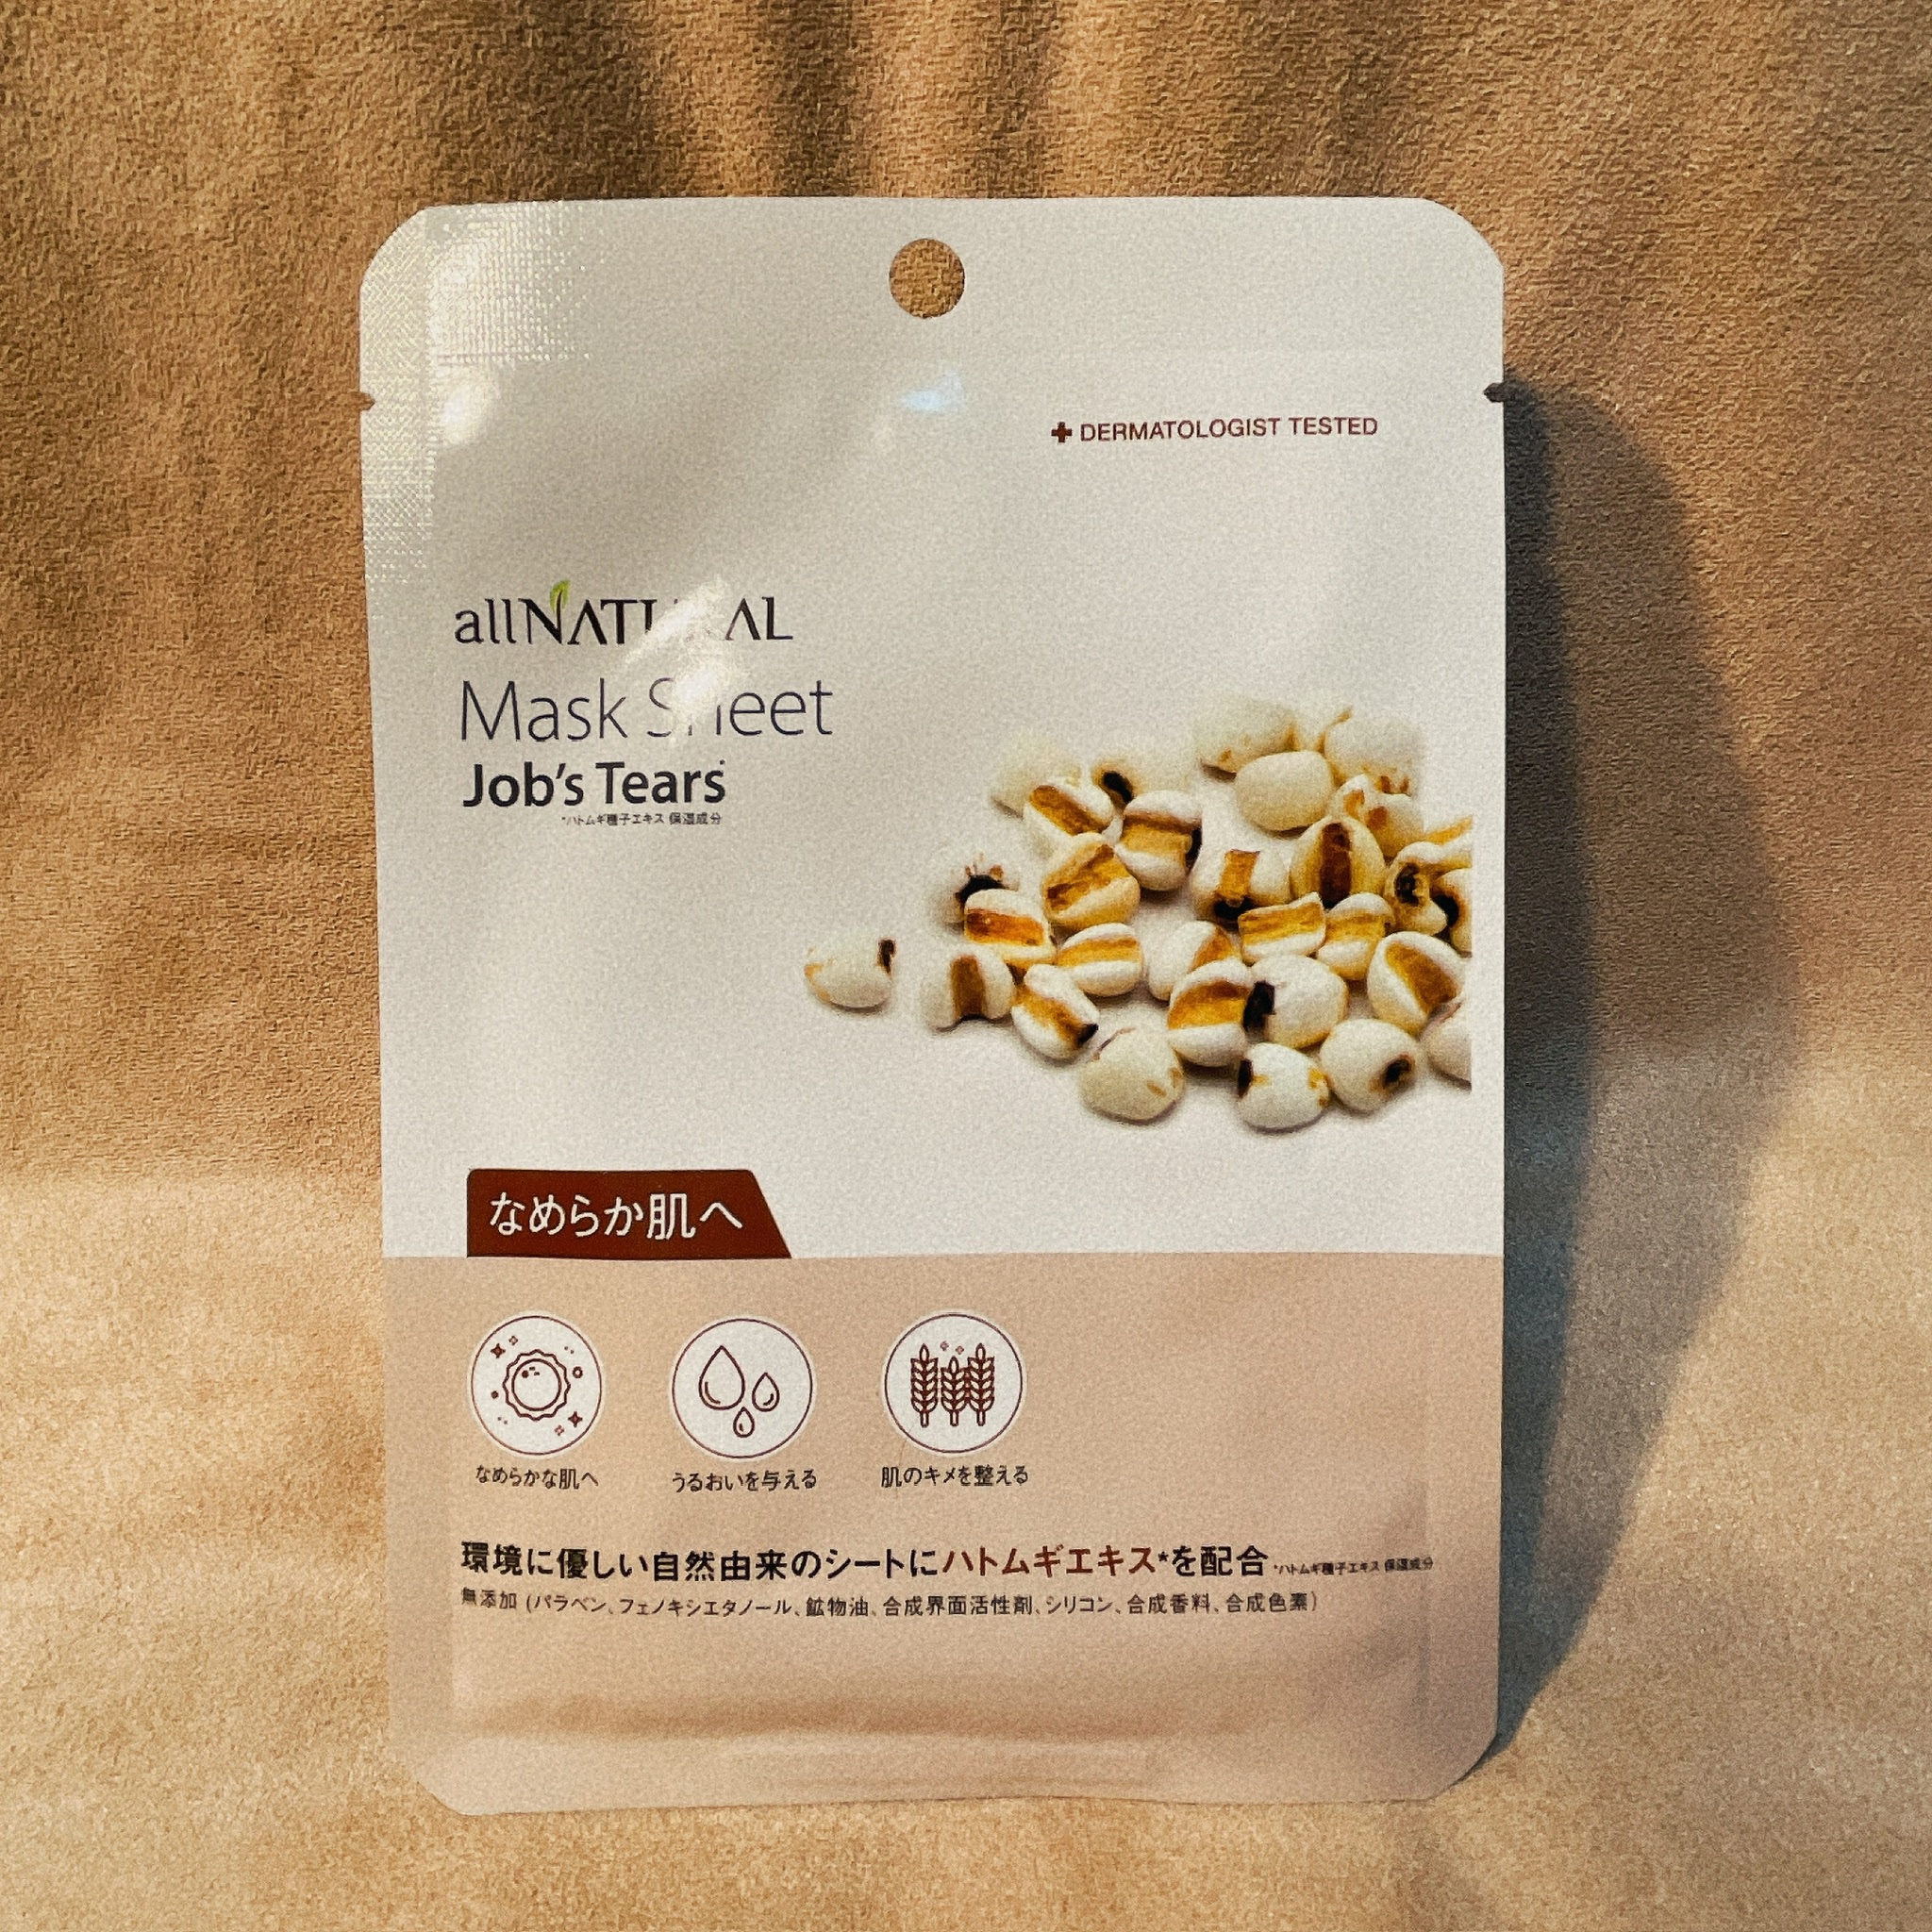 ✚ DERMATOLOGIST TESTED
allNATURAL
Mask Sheet
Job's Tears*
*ハトムギ種子エキス 保湿成分
なめらか肌へ
なめらかな肌へ
うるおいを与える
肌のキメを整える
環境に優しい自然由来のシートにハトムギエキス*を配合 *ハトムギ種子エキス 保湿成分
無添加 (パラベン、フェノキシエタノール、鉱物油、合成界面活性剤、シリコン、合成香料、合成色素)